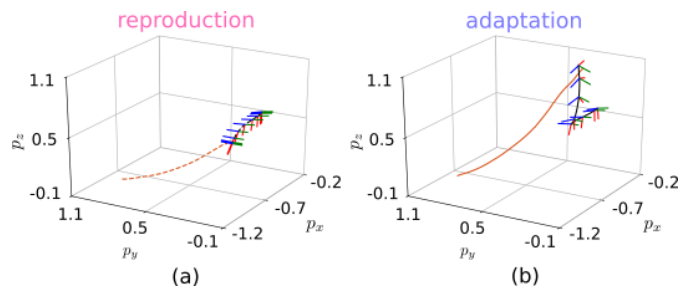 reproduction
adaptation
1.1
0.5
-0.1
p_z
1.1
0.5
-0.1
p_y
-1.2
-0.7
-0.2
p_x
(a)
1.1
0.5
-0.1
p_z
1.1
0.5
-0.1
p_y
-1.2
-0.7
-0.2
p_x
(b)